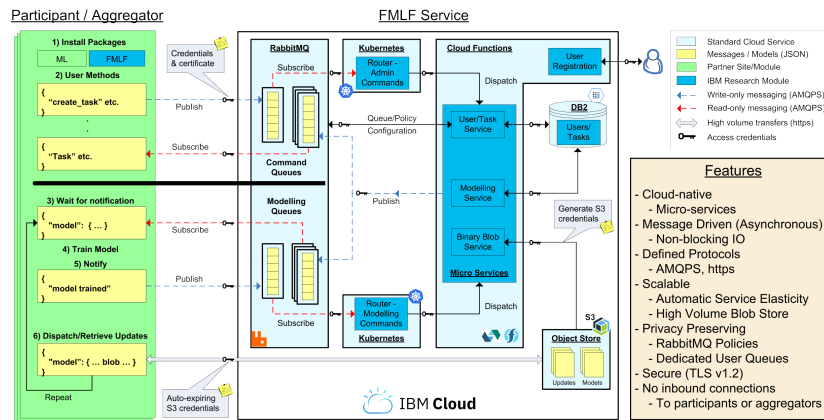 Participant / Aggregator
FMLF Service
1) Install Packages
ML
FMLF
2) User Methods
{
"create_task" etc.
}
.
.
{
"Task" etc.
}
3) Wait for notification
{
"model": { ... }
}
4) Train Model
5) Notify
{
"model trained"
}
6) Dispatch/Retrieve Updates
{
"model": { ... blob ... }
}
Repeat
Credentials
& certificate
Publish
Subscribe
Subscribe
Publish
Auto-expiring
S3 credentials
RabbitMQ
Subscribe
Command
Queues
Modelling
Queues
Subscribe
Kubernetes
Router -
Admin
Commands
Queue/Policy
Configuration
Publish
Router -
Modelling
Commands
Kubernetes
Cloud Functions
User
Registration
Dispatch
User/Task
Service
Modelling
Service
Binary Blob
Service
Micro Services
Dispatch
DB2
Users/
Tasks
Generate S3
credentials
S3
Object Store
Updates
Models
IBM Cloud
Standard Cloud Service
Messages / Models (JSON)
Partner Site/Module
IBM Research Module
Write-only messaging (AMQPS)
Read-only messaging (AMQPS)
High volume transfers (https)
Access credentials
Features
- Cloud-native
- Micro-services
- Message Driven (Asynchronous)
- Non-blocking IO
- Defined Protocols
- AMQPS, https
- Scalable
- Automatic Service Elasticity
- High Volume Blob Store
- Privacy Preserving
- RabbitMQ Policies
- Dedicated User Queues
- Secure (TLS v1.2)
- No inbound connections
- To participants or aggregators